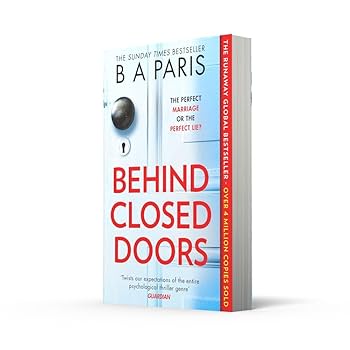 THE SUNDAY TIMES BESTSELLER
B A PARIS
THE PERFECT
MARRIAGE
OR THE
PERFECT LIE?
BEHIND
CLOSED
DOORS
'Twists our expectations of the entire
psychological thriller genre'
GUARDIAN
THE RUNAWAY GLOBAL BESTSELLER · OVER 4 MILLION COPIES SOLD